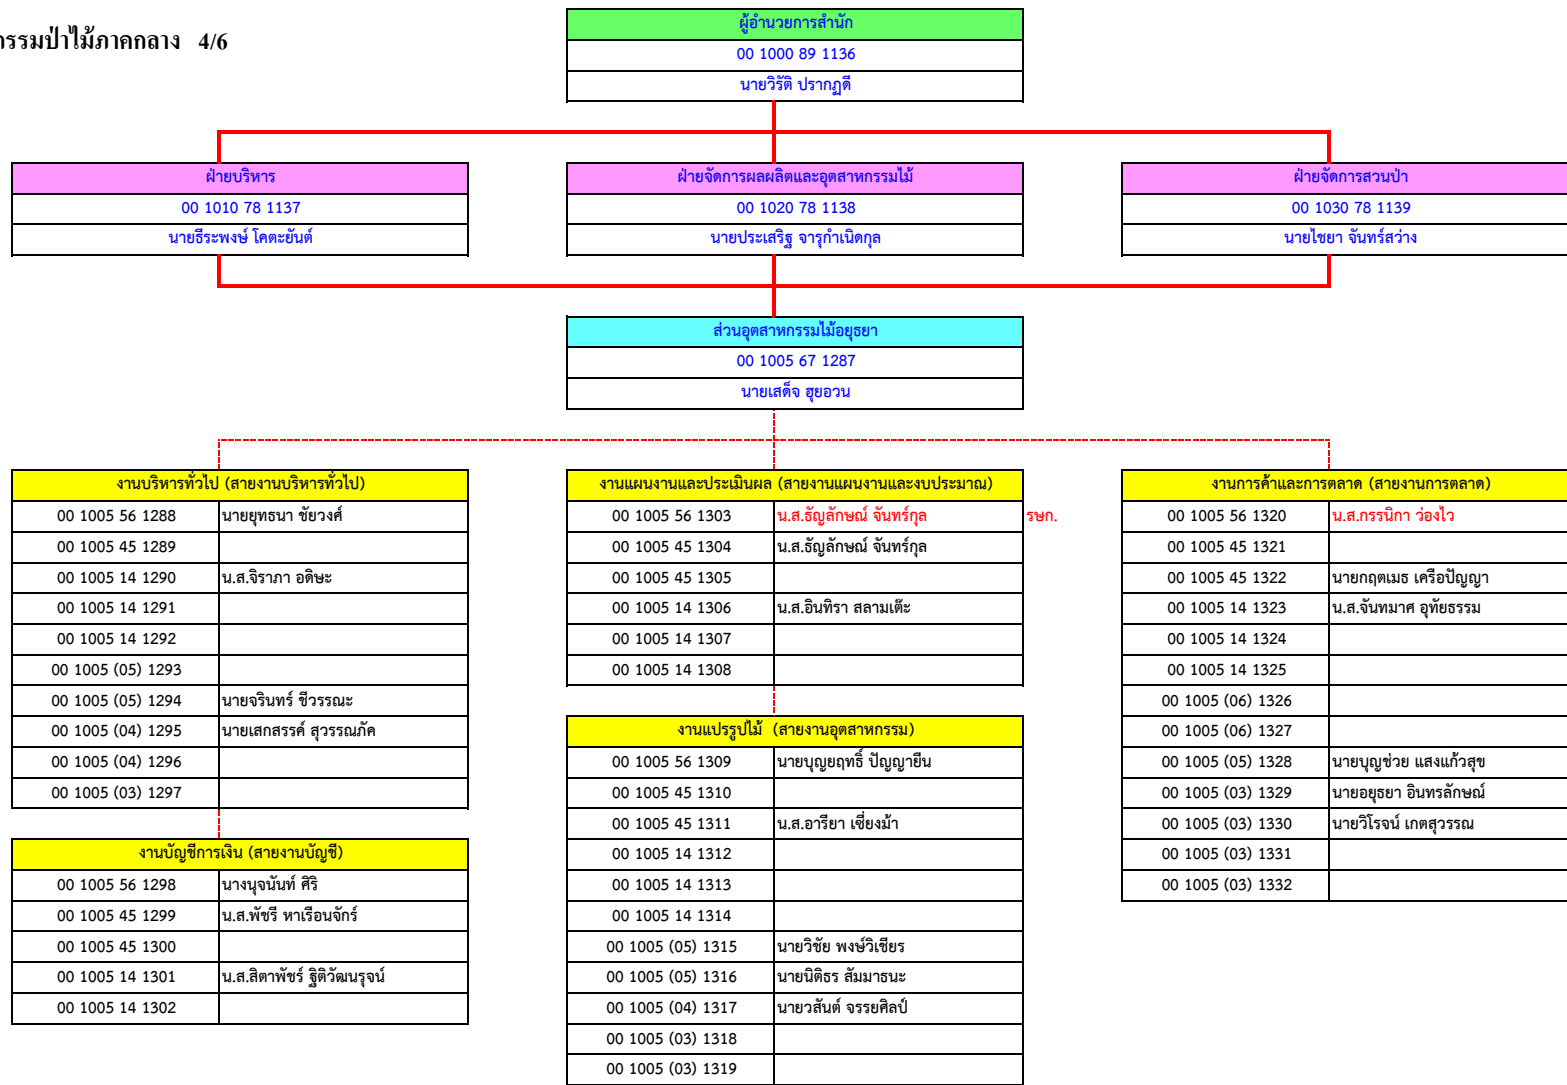 กรรมป่าไม้ภาคกลาง 4/6
ผู้อำนวยการสำนัก
00 1000 89 1136
นายวิรัติ ปรากฏดี
ฝ่ายบริหาร
00 1010 78 1137
นายธีระพงษ์ โคตะยันต์
ฝ่ายจัดการผลผลิตและอุตสาหกรรมไม้
00 1020 78 1138
นายประเสริฐ จารุกำเนิดกุล
ฝ่ายจัดการสวนป่า
00 1030 78 1139
นายไชยา จันทร์สว่าง
ส่วนอุตสาหกรรมไม้อยุธยา
00 1005 67 1287
นายเสด็จ ฮุยอวน
งานบริหารทั่วไป (สายงานบริหารทั่วไป)
00 1005 56 1288 นายยุทธนา ชัยวงศ์
00 1005 45 1289
00 1005 14 1290 น.ส.จิราภา อดิษะ
00 1005 14 1291
00 1005 14 1292
00 1005 (05) 1293
00 1005 (05) 1294 นายจรินทร์ ชีวรรณะ
00 1005 (04) 1295 นายเสกสรรค์ สุวรรณภัค
00 1005 (04) 1296
00 1005 (03) 1297
งานบัญชีการเงิน (สายงานบัญชี)
00 1005 56 1298 นางนุจนันท์ ศิริ
00 1005 45 1299 น.ส.พัชรี หาเรือนจักร์
00 1005 45 1300
00 1005 14 1301 น.ส.สิตาพัชร์ ฐิติวัฒนรุจน์
00 1005 14 1302
งานแผนงานและประเมินผล (สายงานแผนงานและงบประมาณ)
00 1005 56 1303 น.ส.ธัญลักษณ์ จันทร์กุล รษก.
00 1005 45 1304 น.ส.ธัญลักษณ์ จันทร์กุล
00 1005 45 1305
00 1005 14 1306 น.ส.อินทิรา สลามเต๊ะ
00 1005 14 1307
00 1005 14 1308
งานแปรรูปไม้ (สายงานอุตสาหกรรม)
00 1005 56 1309 นายบุญยฤทธิ์ ปัญญายืน
00 1005 45 1310
00 1005 45 1311 น.ส.อารียา เซี่ยงม้า
00 1005 14 1312
00 1005 14 1313
00 1005 14 1314
00 1005 (05) 1315 นายวิชัย พงษ์วิเชียร
00 1005 (05) 1316 นายนิติธร สัมมาธนะ
00 1005 (04) 1317 นายวสันต์ จรรยศิลป์
00 1005 (03) 1318
00 1005 (03) 1319
งานการค้าและการตลาด (สายงานการตลาด)
00 1005 56 1320 น.ส.กรรนิกา ว่องไว
00 1005 45 1321
00 1005 45 1322 นายกฤตเมธ เครือปัญญา
00 1005 14 1323 น.ส.จันทมาศ อุทัยธรรม
00 1005 14 1324
00 1005 14 1325
00 1005 (06) 1326
00 1005 (06) 1327
00 1005 (05) 1328 นายบุญช่วย แสงแก้วสุข
00 1005 (03) 1329 นายอยุธยา อินทรลักษณ์
00 1005 (03) 1330 นายวิโรจน์ เกตสุวรรณ
00 1005 (03) 1331
00 1005 (03) 1332